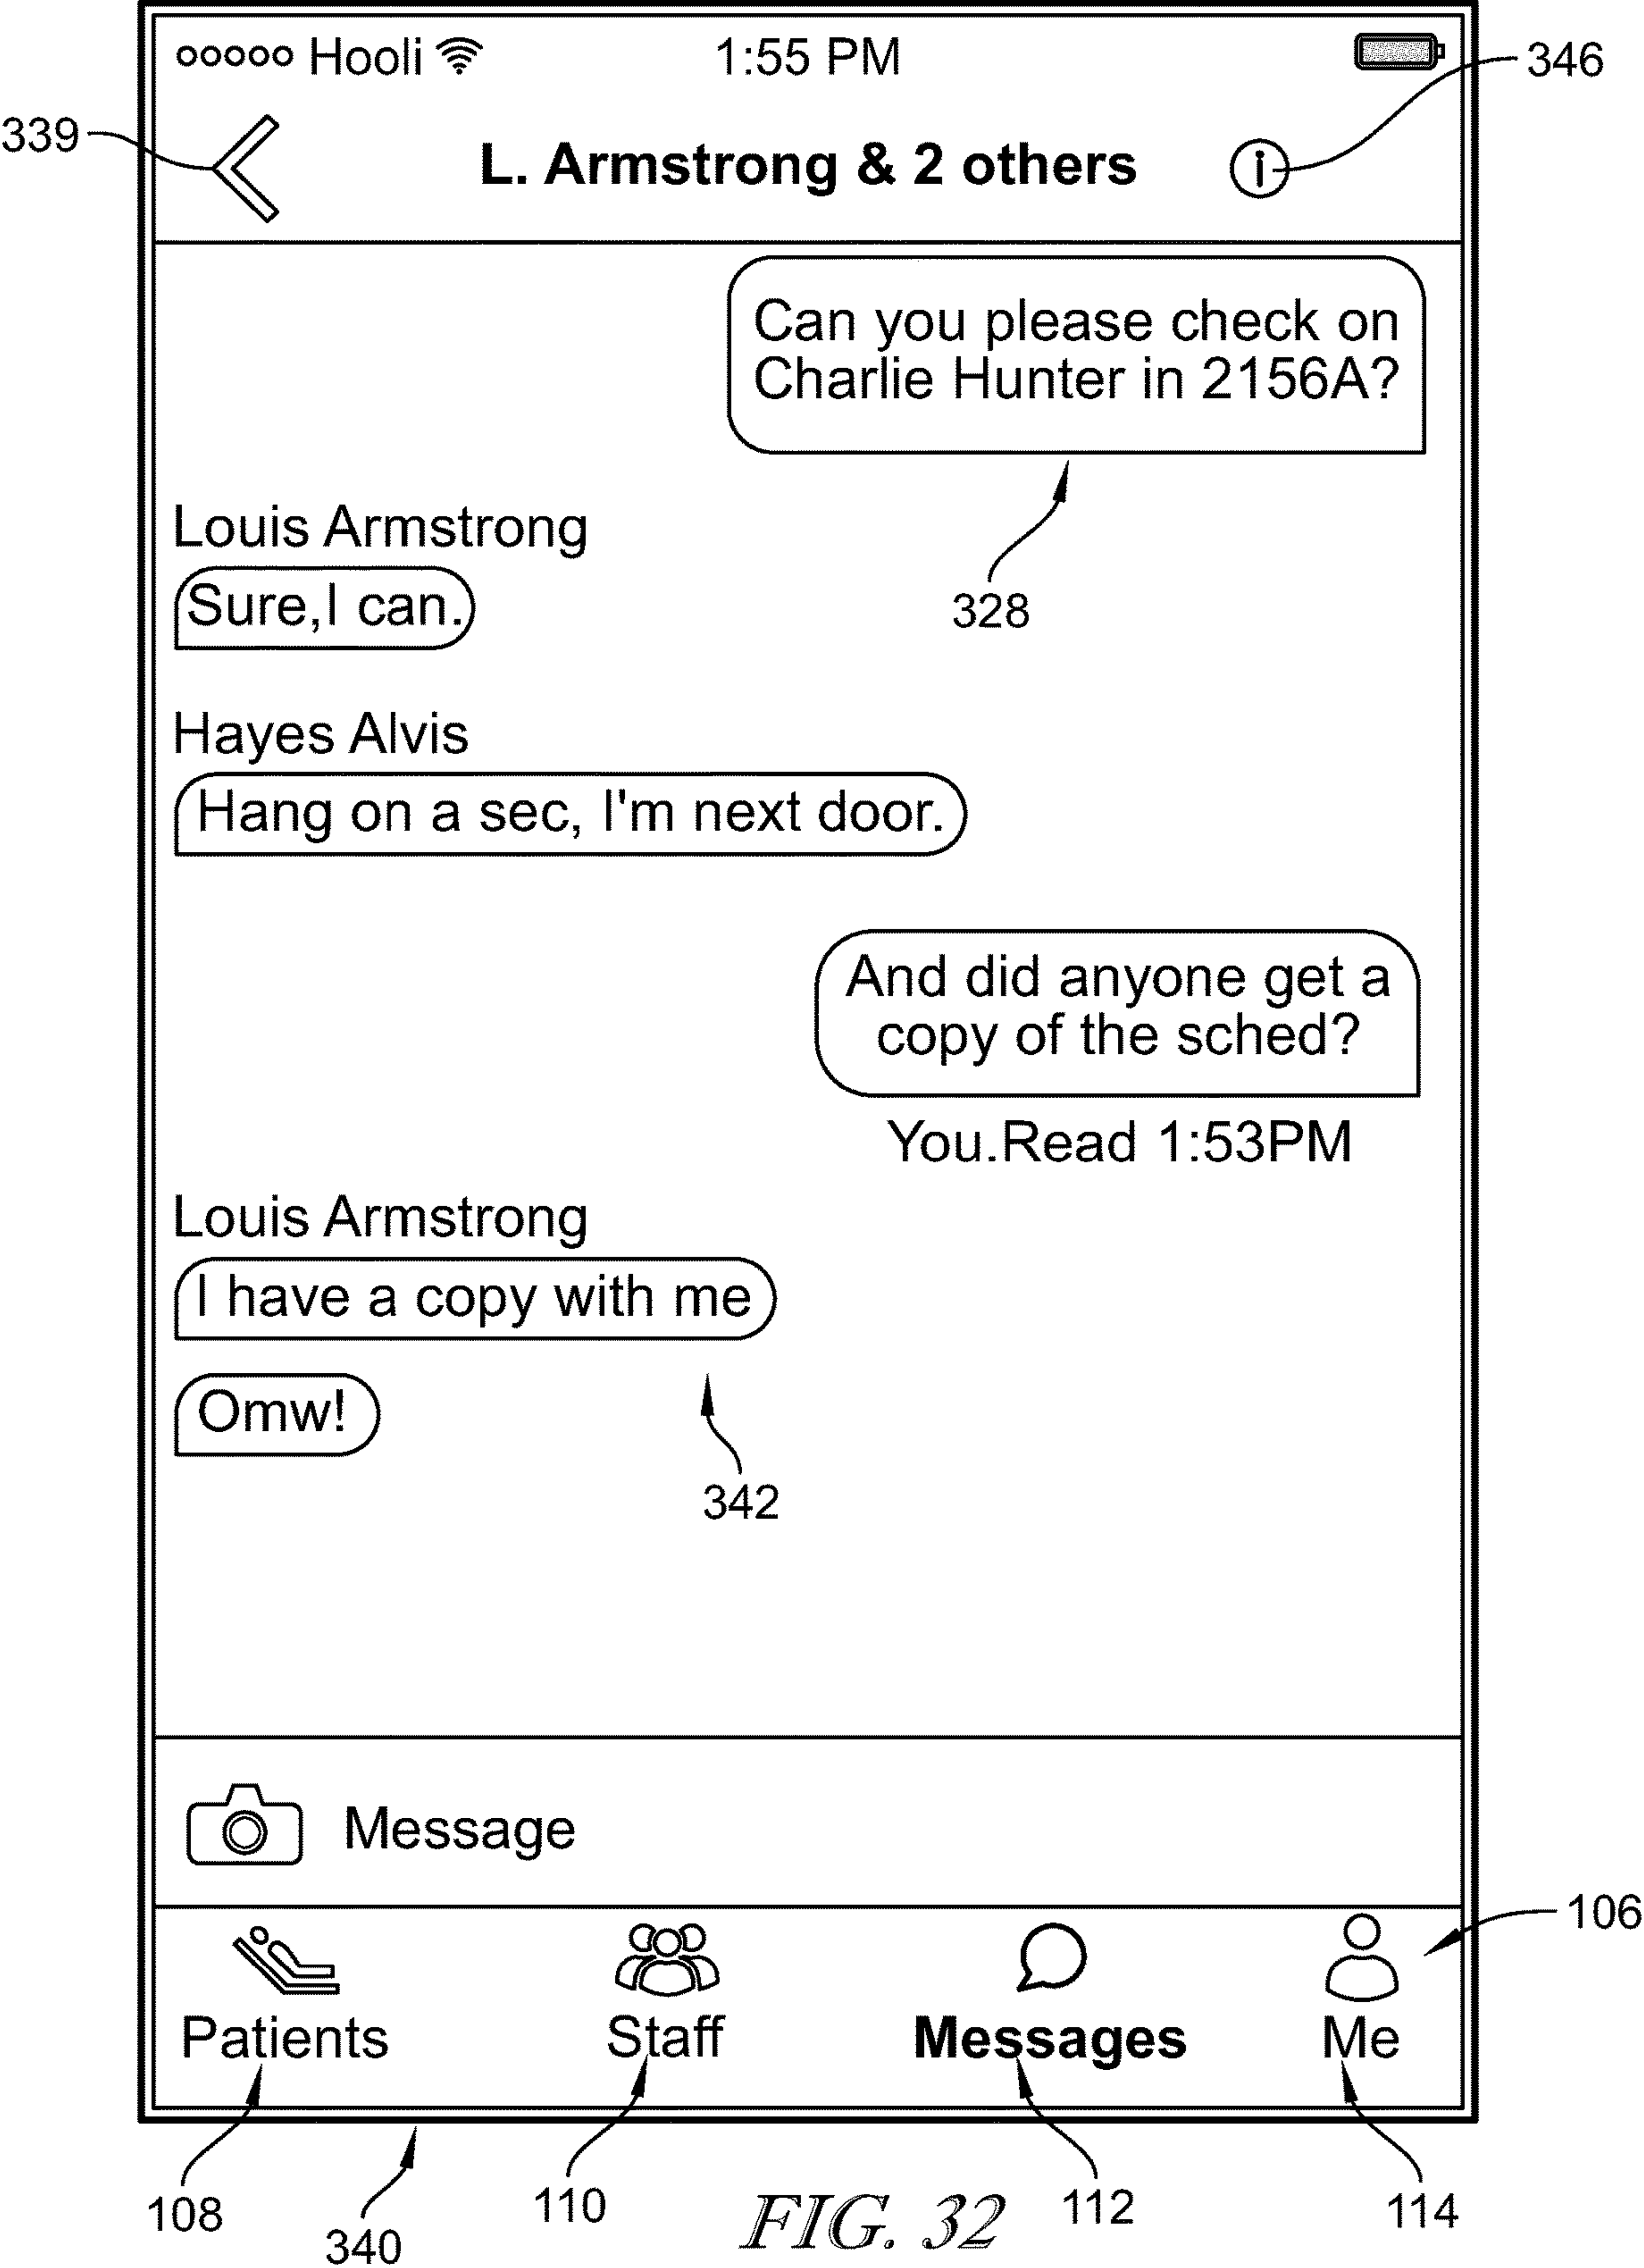 Hooli 1:55 PM
346
339
L. Armstrong & 2 others
Can you please check on
Charlie Hunter in 2156A?
328
Louis Armstrong
Sure,I can.
Hayes Alvis
Hang on a sec, I'm next door.
And did anyone get a
copy of the sched?
You.Read 1:53PM
Louis Armstrong
I have a copy with me
Omw!
342
Message
106
Patients Staff Messages Me
108 110 112 114
340
FIG. 32